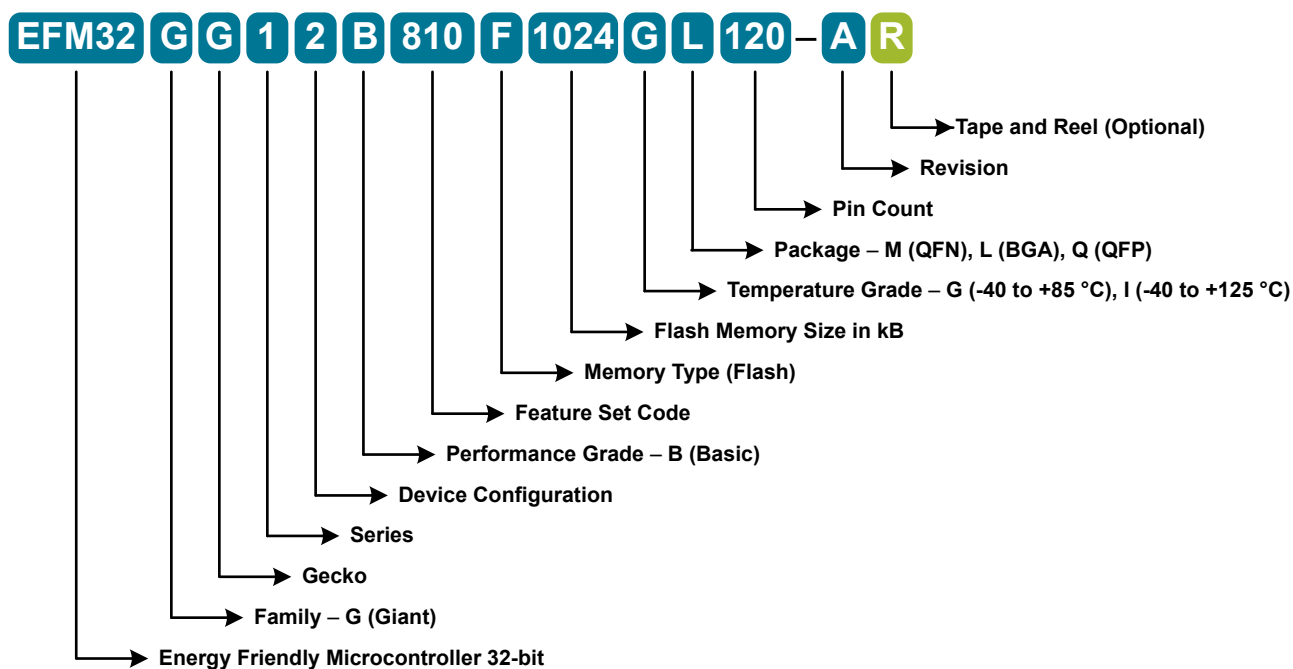 EFM32 G G 1 2 B 810 F 1024 G L 120 – A R
Tape and Reel (Optional)
Revision
Pin Count
Package – M (QFN), L (BGA), Q (QFP)
Temperature Grade – G (-40 to +85 °C), I (-40 to +125 °C)
Flash Memory Size in kB
Memory Type (Flash)
Feature Set Code
Performance Grade – B (Basic)
Device Configuration
Series
Gecko
Family – G (Giant)
Energy Friendly Microcontroller 32-bit